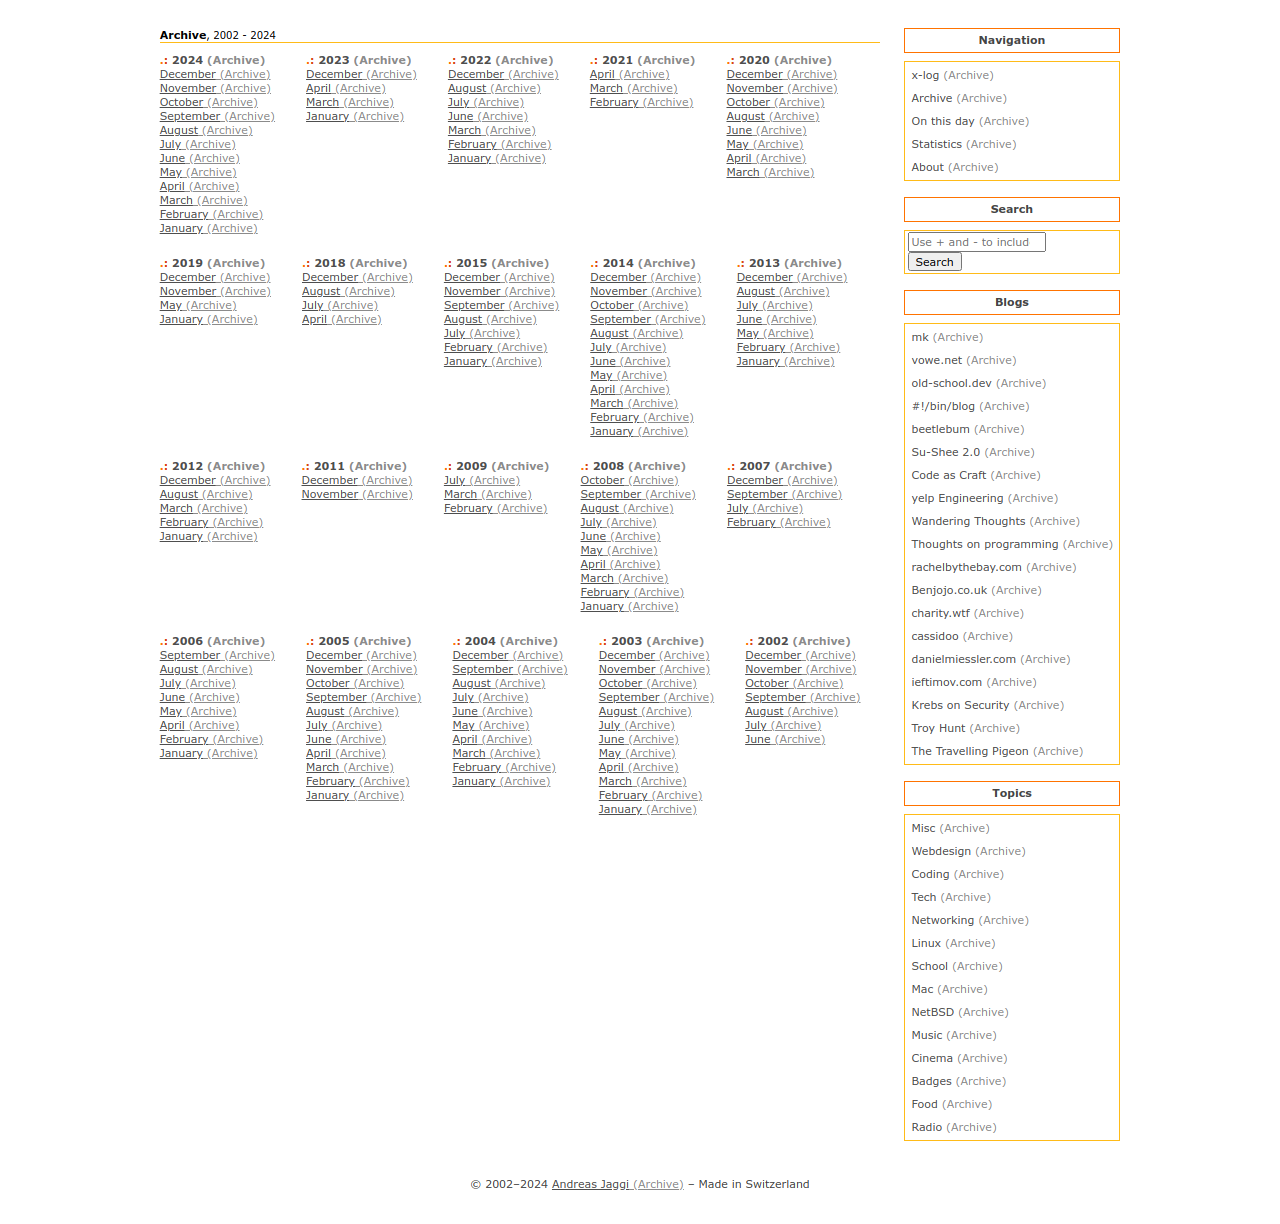 Archive, 2002 - 2024
.: 2024 (Archive)
December (Archive)
November (Archive)
October (Archive)
September (Archive)
August (Archive)
July (Archive)
June (Archive)
May (Archive)
April (Archive)
March (Archive)
February (Archive)
January (Archive)
.: 2023 (Archive)
December (Archive)
April (Archive)
March (Archive)
January (Archive)
.: 2022 (Archive)
December (Archive)
August (Archive)
July (Archive)
June (Archive)
March (Archive)
February (Archive)
January (Archive)
.: 2021 (Archive)
April (Archive)
March (Archive)
February (Archive)
.: 2020 (Archive)
December (Archive)
November (Archive)
October (Archive)
August (Archive)
June (Archive)
May (Archive)
April (Archive)
March (Archive)
.: 2019 (Archive)
December (Archive)
November (Archive)
May (Archive)
January (Archive)
.: 2018 (Archive)
December (Archive)
August (Archive)
July (Archive)
April (Archive)
.: 2015 (Archive)
December (Archive)
November (Archive)
September (Archive)
August (Archive)
July (Archive)
February (Archive)
January (Archive)
.: 2014 (Archive)
December (Archive)
November (Archive)
October (Archive)
September (Archive)
August (Archive)
July (Archive)
June (Archive)
May (Archive)
April (Archive)
March (Archive)
February (Archive)
January (Archive)
.: 2013 (Archive)
December (Archive)
August (Archive)
July (Archive)
June (Archive)
May (Archive)
February (Archive)
January (Archive)
.: 2012 (Archive)
December (Archive)
August (Archive)
March (Archive)
February (Archive)
January (Archive)
.: 2011 (Archive)
December (Archive)
November (Archive)
.: 2009 (Archive)
July (Archive)
March (Archive)
February (Archive)
.: 2008 (Archive)
October (Archive)
September (Archive)
August (Archive)
July (Archive)
June (Archive)
May (Archive)
April (Archive)
March (Archive)
February (Archive)
January (Archive)
.: 2007 (Archive)
December (Archive)
September (Archive)
July (Archive)
February (Archive)
.: 2006 (Archive)
September (Archive)
August (Archive)
July (Archive)
June (Archive)
May (Archive)
April (Archive)
February (Archive)
January (Archive)
.: 2005 (Archive)
December (Archive)
November (Archive)
October (Archive)
September (Archive)
August (Archive)
July (Archive)
June (Archive)
April (Archive)
March (Archive)
February (Archive)
January (Archive)
.: 2004 (Archive)
December (Archive)
September (Archive)
August (Archive)
July (Archive)
June (Archive)
May (Archive)
April (Archive)
March (Archive)
February (Archive)
January (Archive)
.: 2003 (Archive)
December (Archive)
November (Archive)
October (Archive)
September (Archive)
August (Archive)
July (Archive)
June (Archive)
May (Archive)
April (Archive)
March (Archive)
February (Archive)
January (Archive)
.: 2002 (Archive)
December (Archive)
November (Archive)
October (Archive)
September (Archive)
August (Archive)
July (Archive)
June (Archive)
Navigation
x-log (Archive)
Archive (Archive)
On this day (Archive)
Statistics (Archive)
About (Archive)
Search
Use + and - to includ
Search
Blogs
mk (Archive)
vowe.net (Archive)
old-school.dev (Archive)
#!/bin/blog (Archive)
beetlebum (Archive)
Su-Shee 2.0 (Archive)
Code as Craft (Archive)
yelp Engineering (Archive)
Wandering Thoughts (Archive)
Thoughts on programming (Archive)
rachelbythebay.com (Archive)
Benjojo.co.uk (Archive)
charity.wtf (Archive)
cassidoo (Archive)
danielmiessler.com (Archive)
ieftimov.com (Archive)
Krebs on Security (Archive)
Troy Hunt (Archive)
The Travelling Pigeon (Archive)
Topics
Misc (Archive)
Webdesign (Archive)
Coding (Archive)
Tech (Archive)
Networking (Archive)
Linux (Archive)
School (Archive)
Mac (Archive)
NetBSD (Archive)
Music (Archive)
Cinema (Archive)
Badges (Archive)
Food (Archive)
Radio (Archive)
© 2002–2024 Andreas Jaggi (Archive) – Made in Switzerland